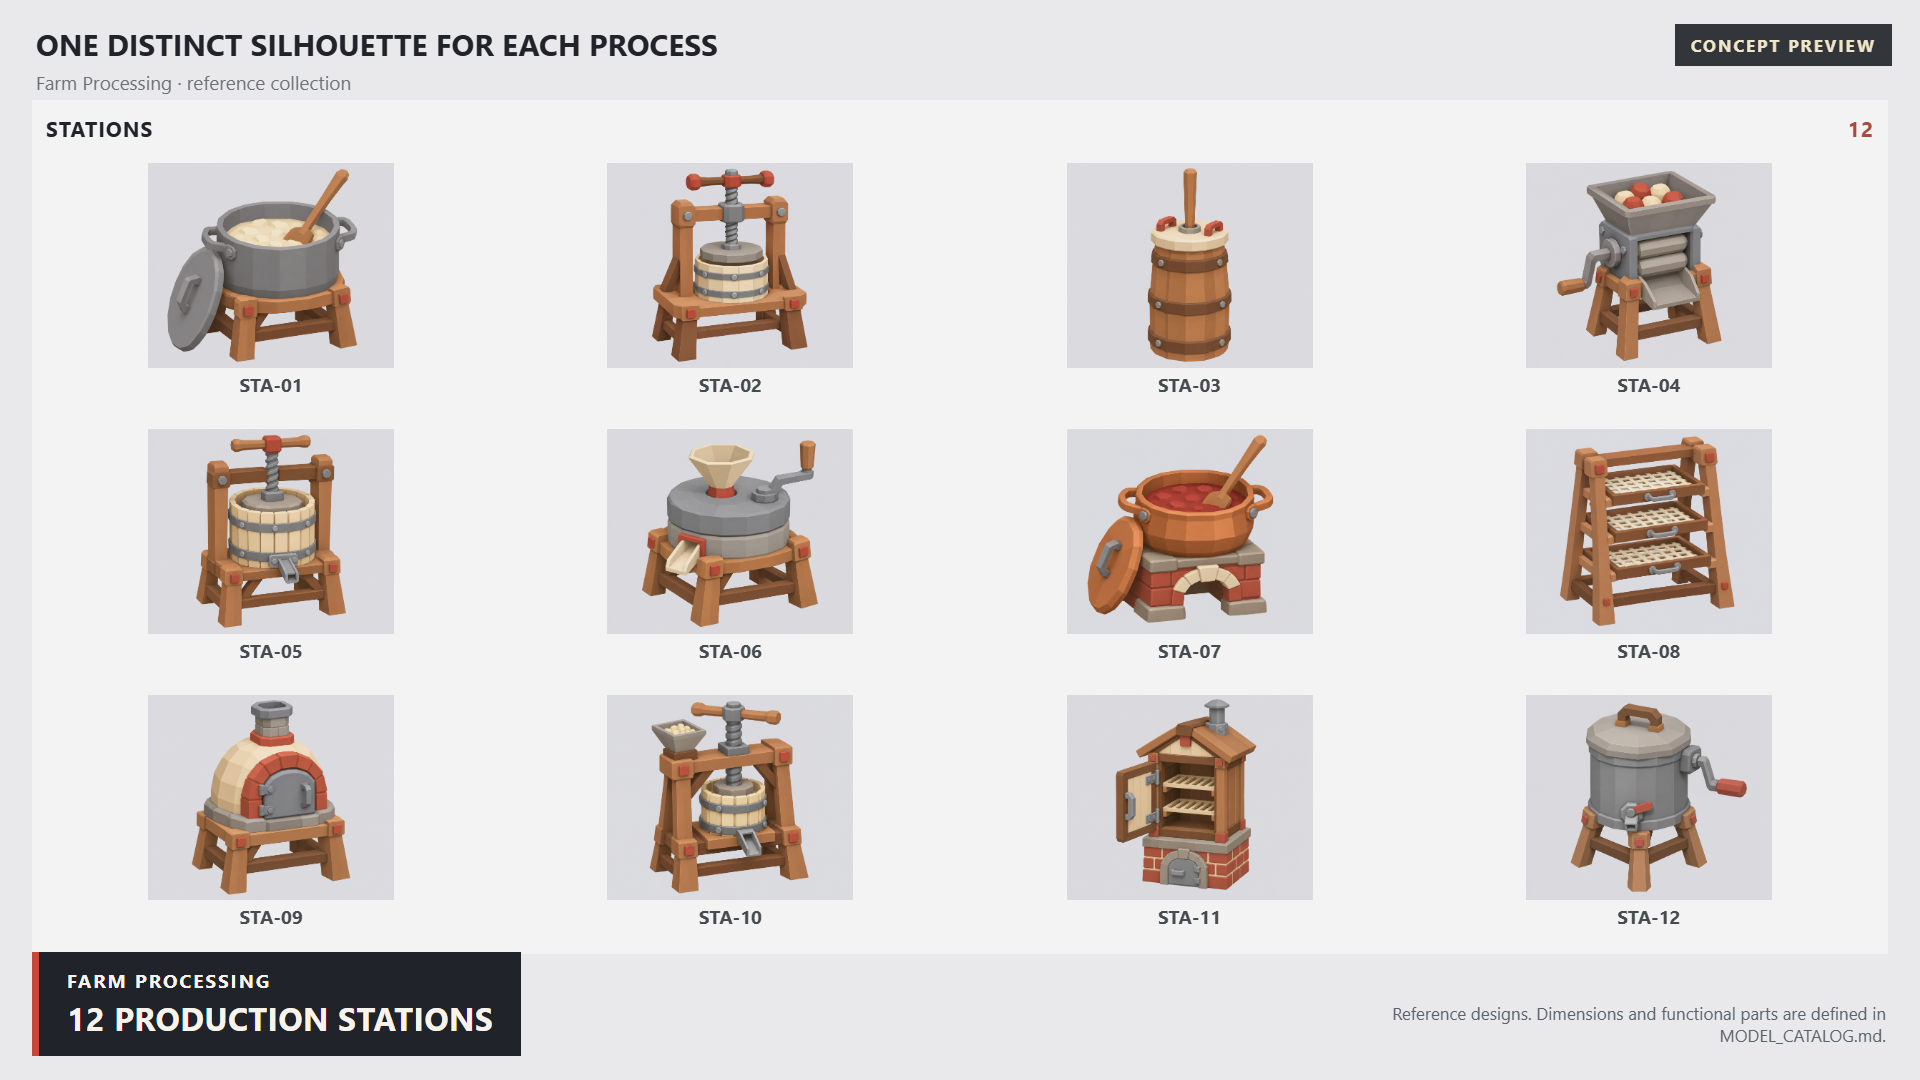 ONE DISTINCT SILHOUETTE FOR EACH PROCESS
CONCEPT PREVIEW
Farm Processing · reference collection
STATIONS
12
STA-01
STA-02
STA-03
STA-04
STA-05
STA-06
STA-07
STA-08
STA-09
STA-10
STA-11
STA-12
FARM PROCESSING
12 PRODUCTION STATIONS
Reference designs. Dimensions and functional parts are defined in
MODEL_CATALOG.md.